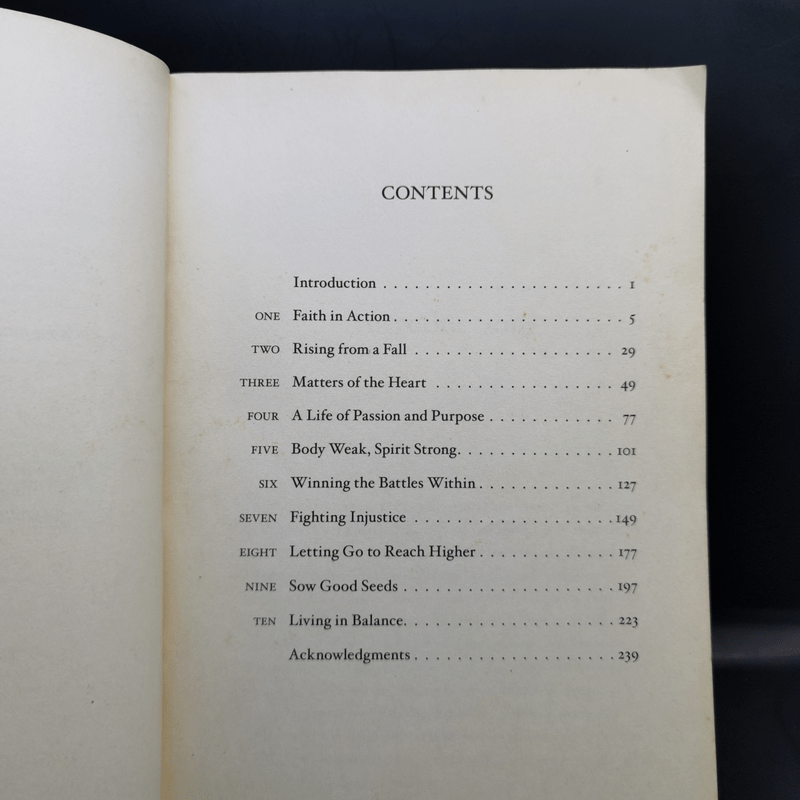 CONTENTS
Introduction . . . . . . . . . . . . . . . . . . . . . . . 1
ONE Faith in Action . . . . . . . . . . . . . . . . . . . . . . 5
TWO Rising from a Fall . . . . . . . . . . . . . . . . . . . 29
THREE Matters of the Heart . . . . . . . . . . . . . . . . . 49
FOUR A Life of Passion and Purpose . . . . . . . . . . . . 77
FIVE Body Weak, Spirit Strong. . . . . . . . . . . . . . . 101
SIX Winning the Battles Within . . . . . . . . . . . . . 127
SEVEN Fighting Injustice . . . . . . . . . . . . . . . . . . . 149
EIGHT Letting Go to Reach Higher . . . . . . . . . . . . . 177
NINE Sow Good Seeds . . . . . . . . . . . . . . . . . . . . 197
TEN Living in Balance. . . . . . . . . . . . . . . . . . . . 223
Acknowledgments . . . . . . . . . . . . . . . . . . . 239